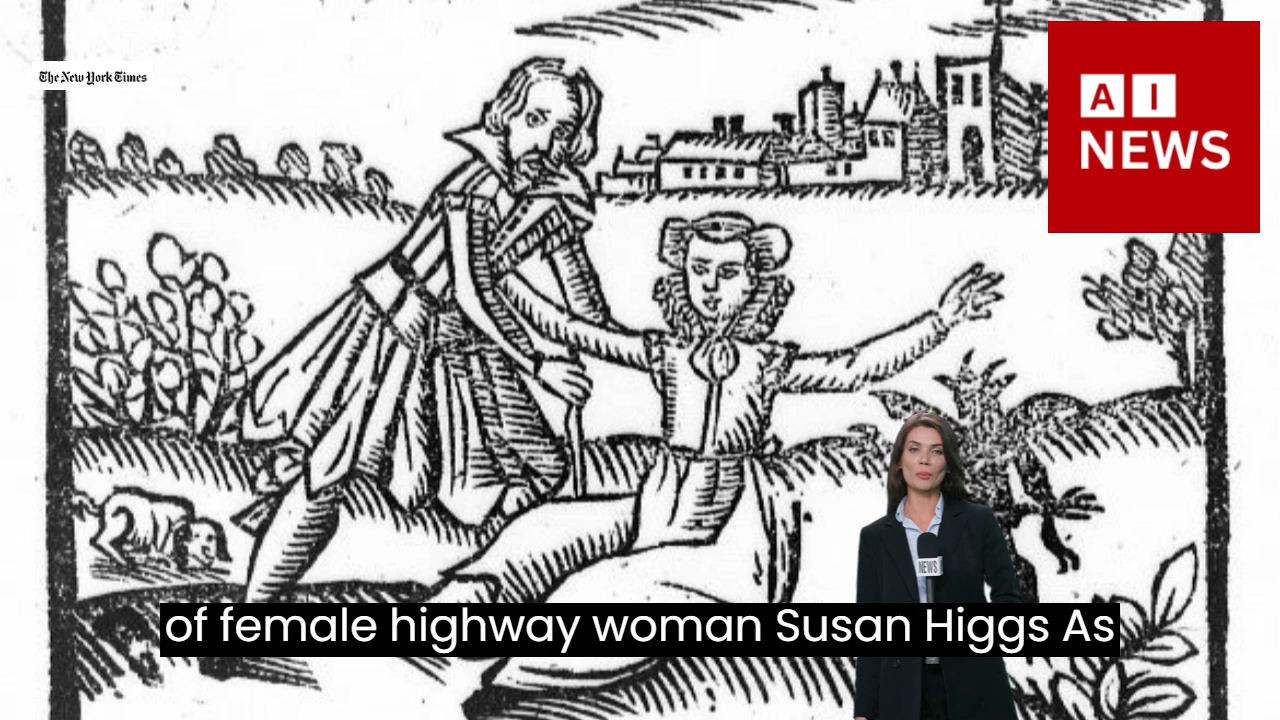 The New York Times
AI
NEWS
NEWS
of female highway woman Susan Higgs As